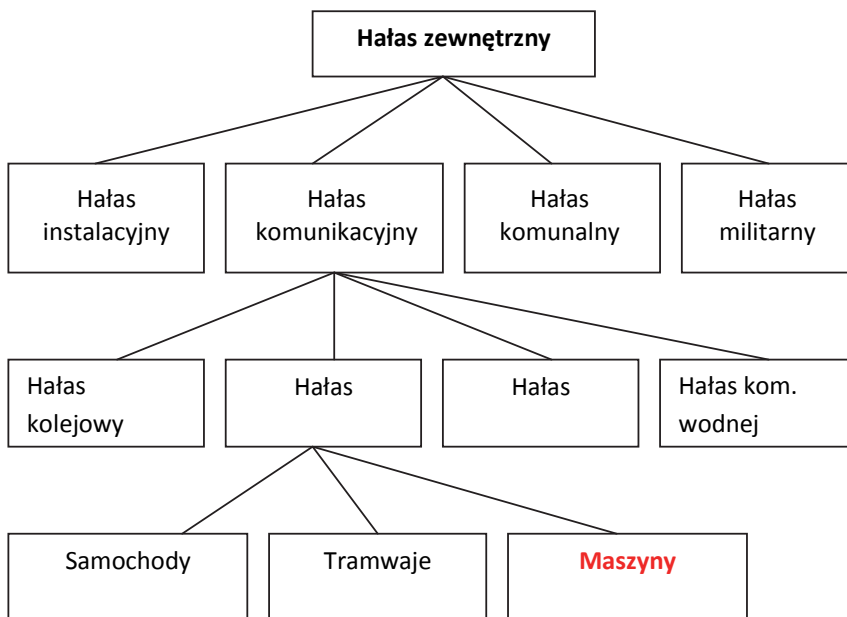 Hałas zewnętrzny
Hałas
instalacyjny
Hałas
komunikacyjny
Hałas
komunalny
Hałas
militarny
Hałas
kolejowy
Hałas
Hałas
Hałas kom.
wodnej
Samochody
Tramwaje
Maszyny